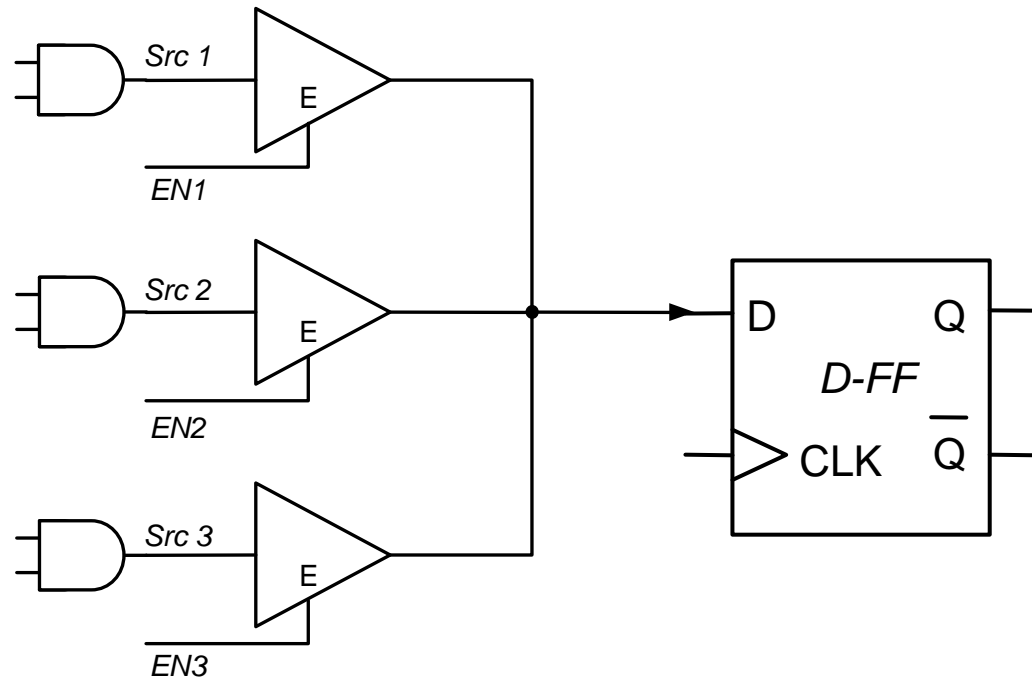 Src 1
E
EN1
Src 2
E
EN2
Src 3
E
EN3
D Q
D-FF
CLK Q̅